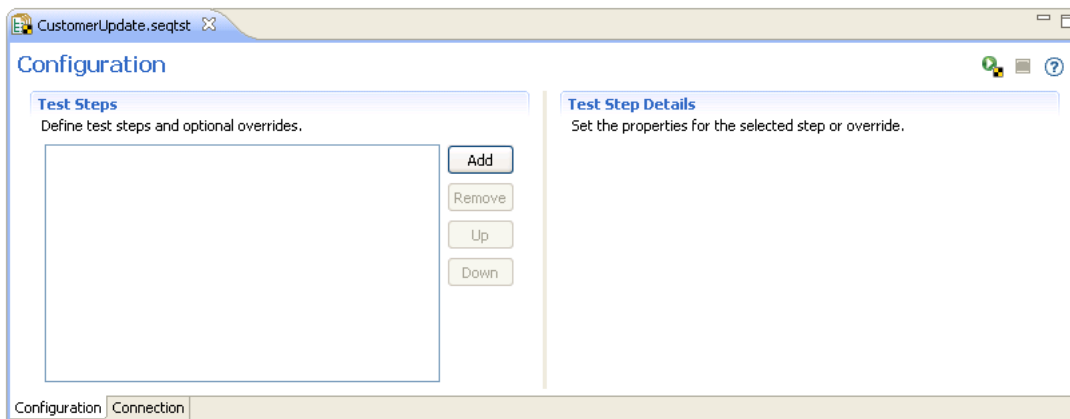 CustomerUpdate.seqtst
Configuration
Test Steps
Define test steps and optional overrides.
Add
Remove
Up
Down
Test Step Details
Set the properties for the selected step or override.
Configuration
Connection